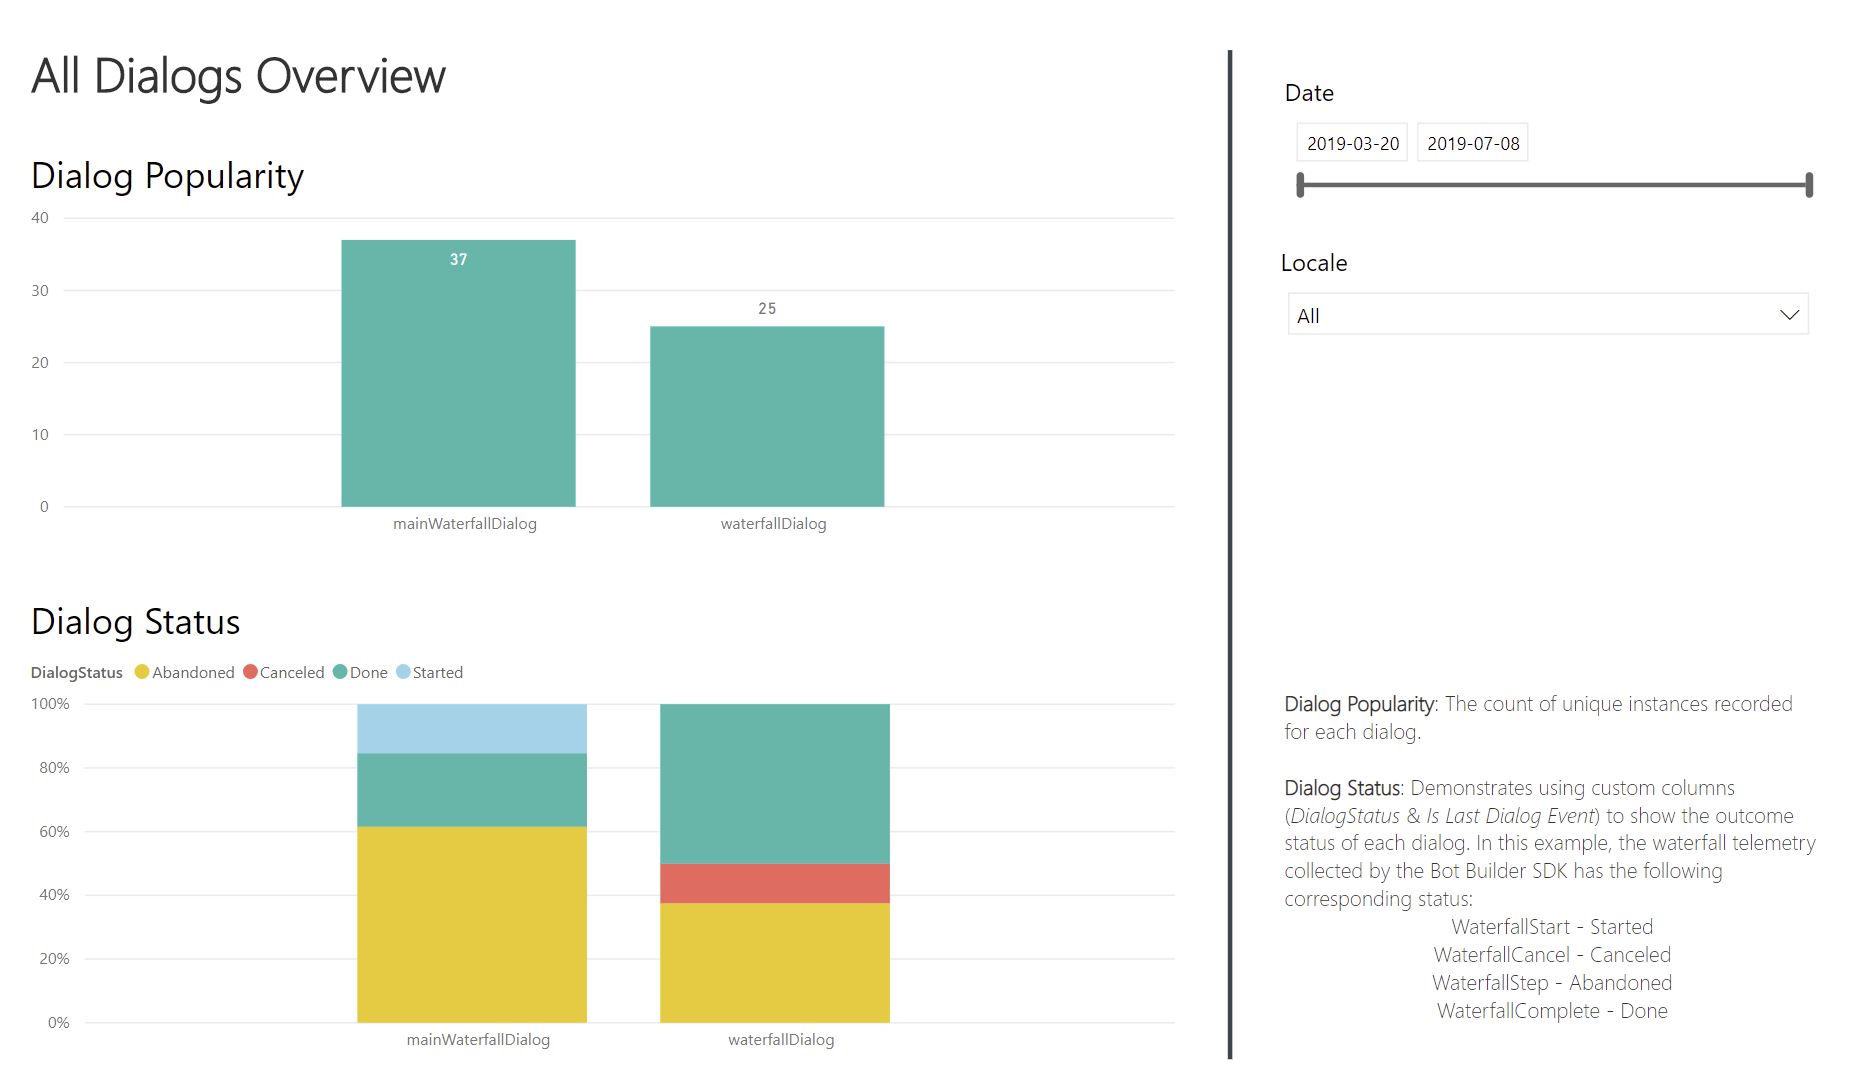 All Dialogs Overview
Dialog Popularity
40
30
20
10
0
37
25
mainWaterfallDialog
waterfallDialog
Dialog Status
DialogStatus Abandoned Canceled Done Started
100%
80%
60%
40%
20%
0%
mainWaterfallDialog
waterfallDialog
Date
2019-03-20 2019-07-08
Locale
All
Dialog Popularity: The count of unique instances recorded
for each dialog.
Dialog Status: Demonstrates using custom columns
(DialogStatus & Is Last Dialog Event) to show the outcome
status of each dialog. In this example, the waterfall telemetry
collected by the Bot Builder SDK has the following
corresponding status:
WaterfallStart - Started
WaterfallCancel - Canceled
WaterfallStep - Abandoned
WaterfallComplete - Done